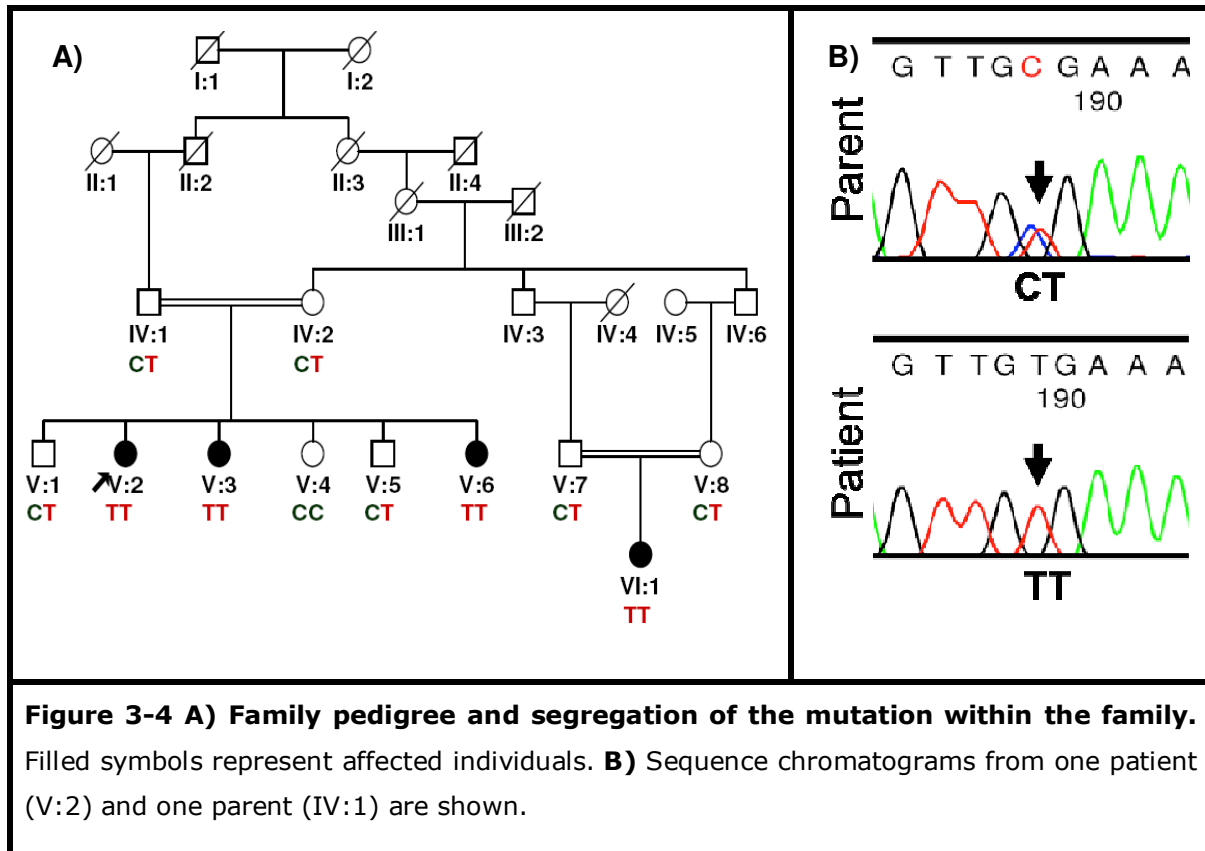 A)
I:1 I:2
II:1 II:2 II:3 II:4
III:1 III:2
IV:1 IV:2 IV:3 IV:4 IV:5 IV:6
CT CT
V:1 V:2 V:3 V:4 V:5 V:6 V:7 V:8
CT TT TT CC CT TT CT CT
VI:1
TT
B)
G T T G C G A A A
190
Parent
CT
G T T G T G A A A
190
Patient
TT
Figure 3-4 A) Family pedigree and segregation of the mutation within the family.
Filled symbols represent affected individuals. B) Sequence chromatograms from one patient
(V:2) and one parent (IV:1) are shown.